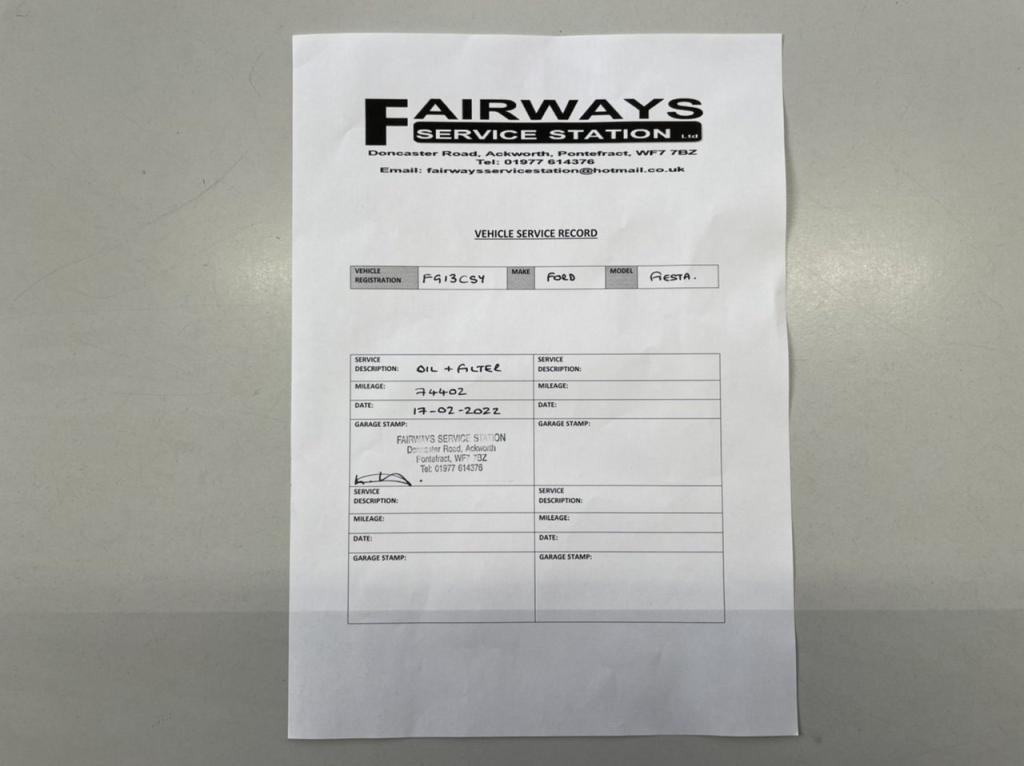 FAIRWAYS
SERVICE STATION Ltd
Doncaster Road, Ackworth, Pontefract, WF7 7BZ
Tel: 01977 614376
Email: fairwaysservicestation@hotmail.co.uk
VEHICLE SERVICE RECORD
VEHICLE REGISTRATION FG13CSY MAKE FORD MODEL FIESTA.
SERVICE DESCRIPTION: OIL + FILTER
MILEAGE: 74402
DATE: 17-02-2022
GARAGE STAMP:
FAIRWAYS SERVICE STATION
Doncaster Road, Ackworth
Pontefract, WF7 7BZ
Tel: 01977 614376
SERVICE DESCRIPTION:
MILEAGE:
DATE:
GARAGE STAMP:
SERVICE DESCRIPTION:
MILEAGE:
DATE:
GARAGE STAMP:
SERVICE DESCRIPTION:
MILEAGE:
DATE:
GARAGE STAMP: